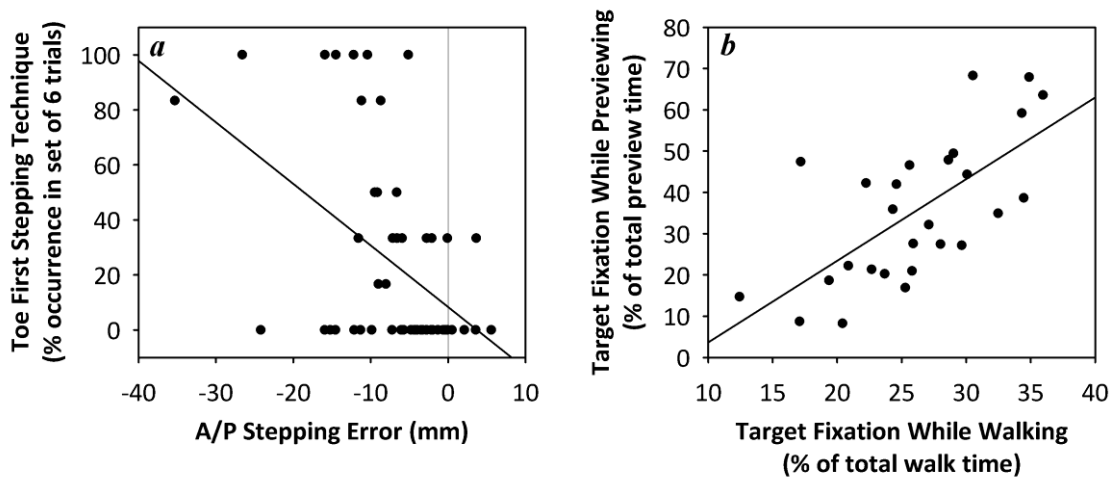 Toe First Stepping Technique
(% occurrence in set of 6 trials)
a
100
80
60
40
20
0
-40 -30 -20 -10 0 10
A/P Stepping Error (mm)
Target Fixation While Previewing
(% of total preview time)
b
80
70
60
50
40
30
20
10
0
10 15 20 25 30 35 40
Target Fixation While Walking
(% of total walk time)